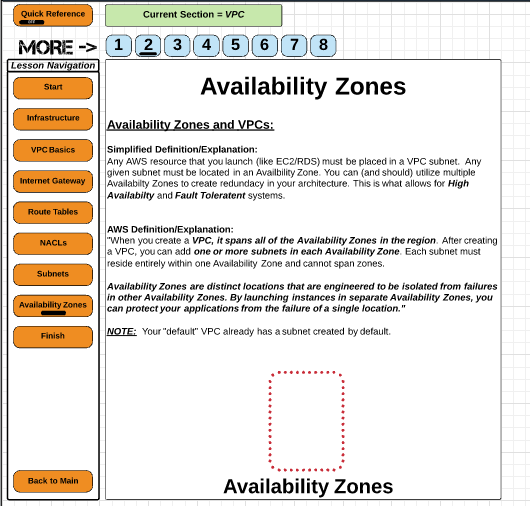 Quick Reference
OFF
Current Section = VPC
MORE -> 1 2 3 4 5 6 7 8
Lesson Navigation
Start
Infrastructure
VPC Basics
Internet Gateway
Route Tables
NACLs
Subnets
Availability Zones
Finish
Back to Main
Availability Zones
Availability Zones and VPCs:
Simplified Definition/Explanation:
Any AWS resource that you launch (like EC2/RDS) must be placed in a VPC subnet. Any
given subnet must be located in an Availbility Zone. You can (and should) utilize multiple
Availabilty Zones to create redundacy in your architecture. This is what allows for High
Availabilty and Fault Toleratent systems.
AWS Definition/Explanation:
"When you create a VPC, it spans all of the Availability Zones in the region. After creating
a VPC, you can add one or more subnets in each Availability Zone. Each subnet must
reside entirely within one Availability Zone and cannot span zones.
Availability Zones are distinct locations that are engineered to be isolated from failures
in other Availability Zones. By launching instances in separate Availability Zones, you
can protect your applications from the failure of a single location."
NOTE: Your "default" VPC already has a subnet created by default.
Availability Zones